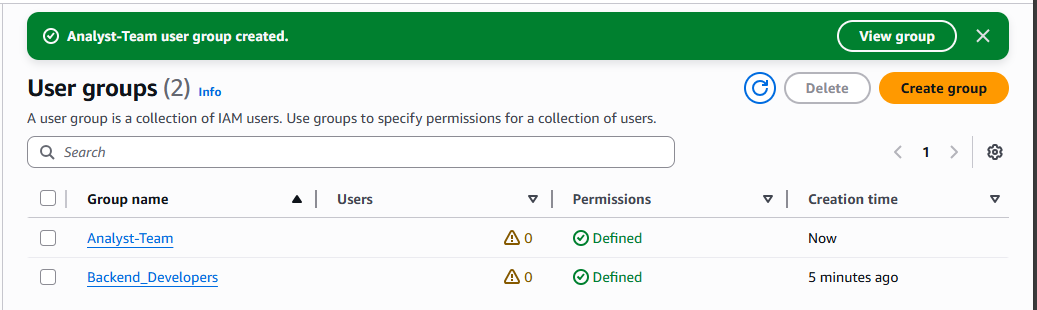 Analyst-Team user group created. View group
User groups (2) Info
Delete Create group
A user group is a collection of IAM users. Use groups to specify permissions for a collection of users.
Search
1
Group name Users Permissions Creation time
Analyst-Team 0 Defined Now
Backend_Developers 0 Defined 5 minutes ago